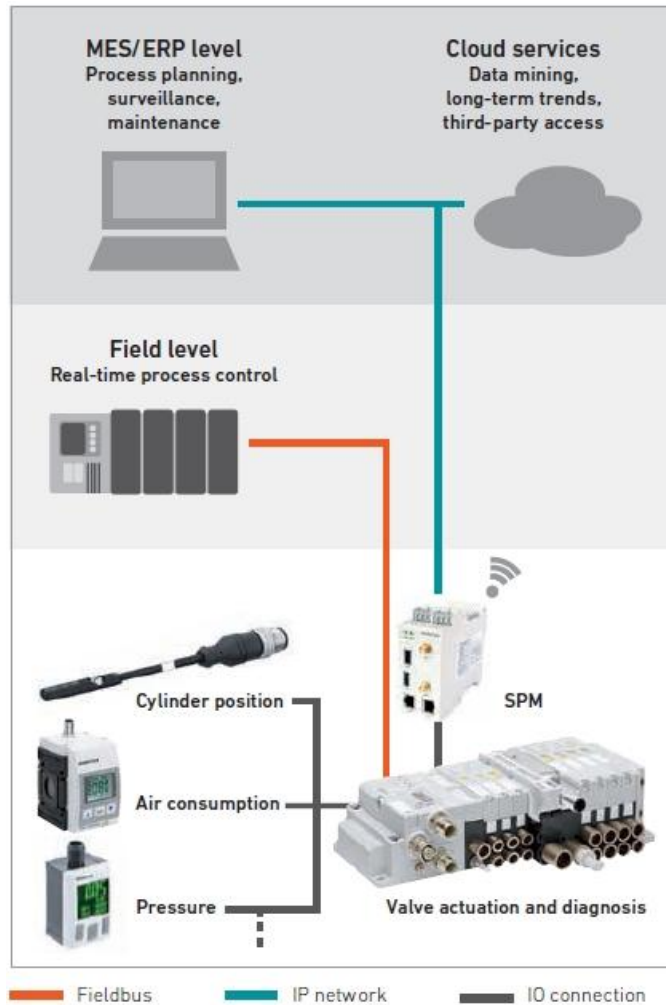 MES/ERP level
Process planning,
surveillance,
maintenance
Cloud services
Data mining,
long-term trends,
third-party access
Field level
Real-time process control
Cylinder position
SPM
Air consumption
Pressure
Valve actuation and diagnosis
Fieldbus
IP network
IO connection